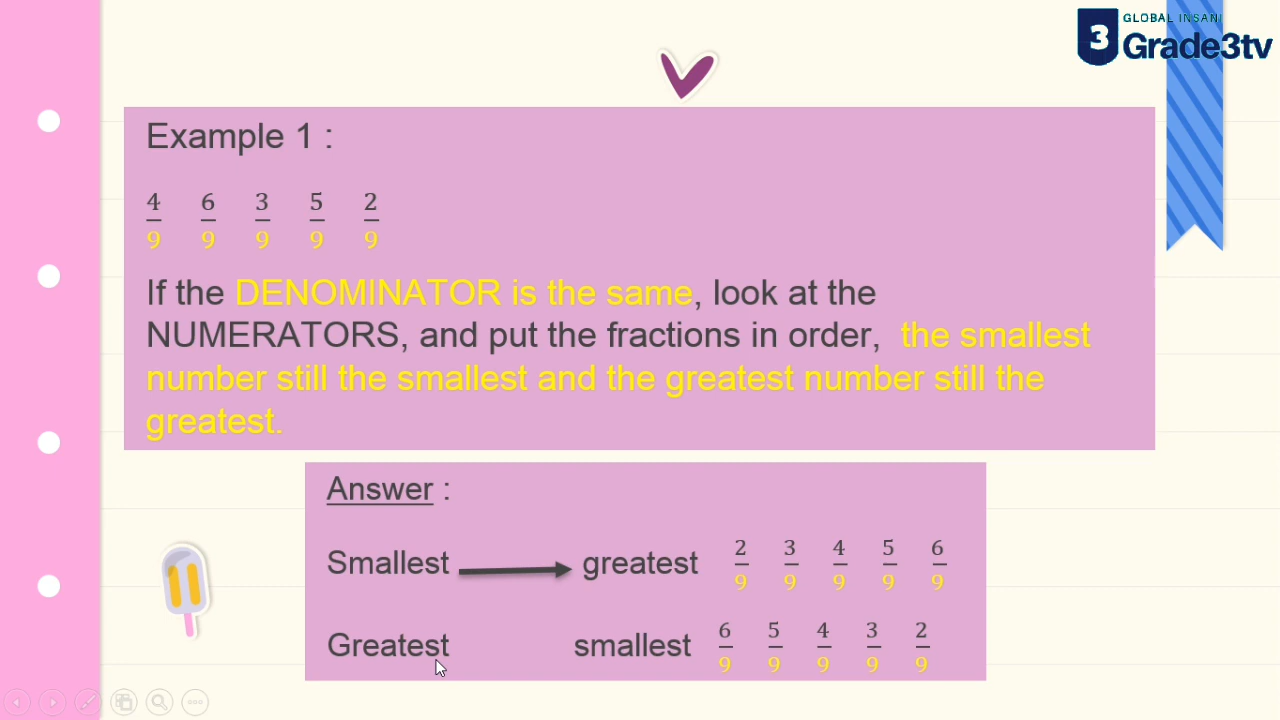 GLOBAL INSANI
3 Grade3tv
Example 1 :
4/9 6/9 3/9 5/9 2/9
If the DENOMINATOR is the same, look at the
NUMERATORS, and put the fractions in order, the smallest
number still the smallest and the greatest number still the
greatest.
Answer :
Smallest greatest 2/9 3/9 4/9 5/9 6/9
Greatest smallest 6/9 5/9 4/9 3/9 2/9